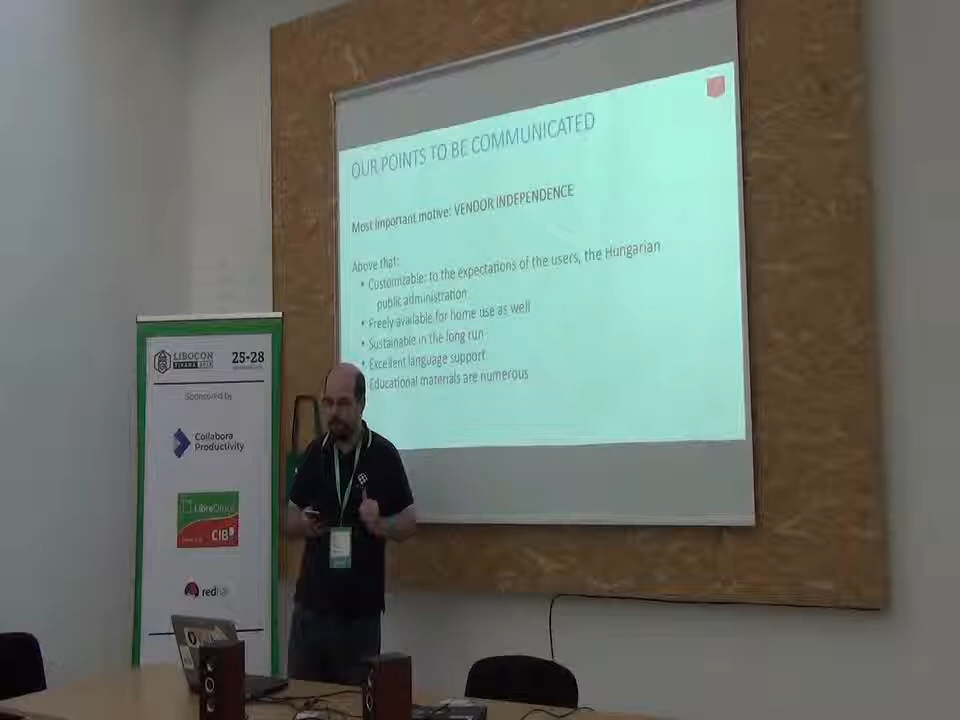 OUR POINTS TO BE COMMUNICATED
Most important motive: VENDOR INDEPENDENCE
Above that:
• Customizable: to the expectations of the users, the Hungarian
public administration
• Freely available for home use as well
• Sustainable in the long run
• Excellent language support
Educational materials are numerous
LIBOCON
TIRANA 2018
25-28
Sponsored by
Collabora
Productivity
LibreOffice
CIB
redhat